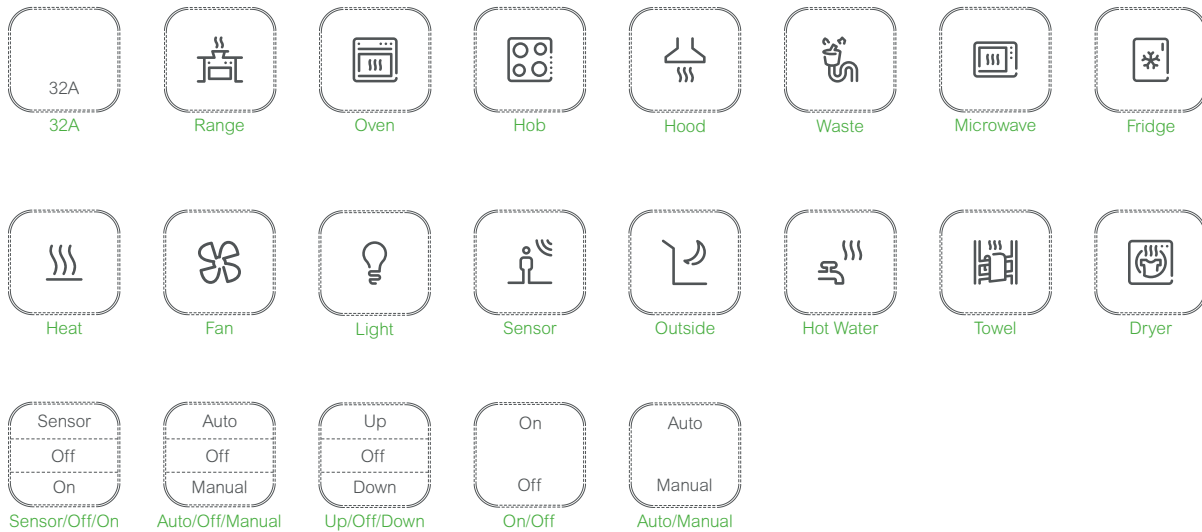 32A
32A
Range
Oven
Hob
Hood
Waste
Microwave
Fridge
Heat
Fan
Light
Sensor
Outside
Hot Water
Towel
Dryer
Sensor
Off
On
Sensor/Off/On
Auto
Off
Manual
Auto/Off/Manual
Up
Off
Down
Up/Off/Down
On
Off
On/Off
Auto
Manual
Auto/Manual